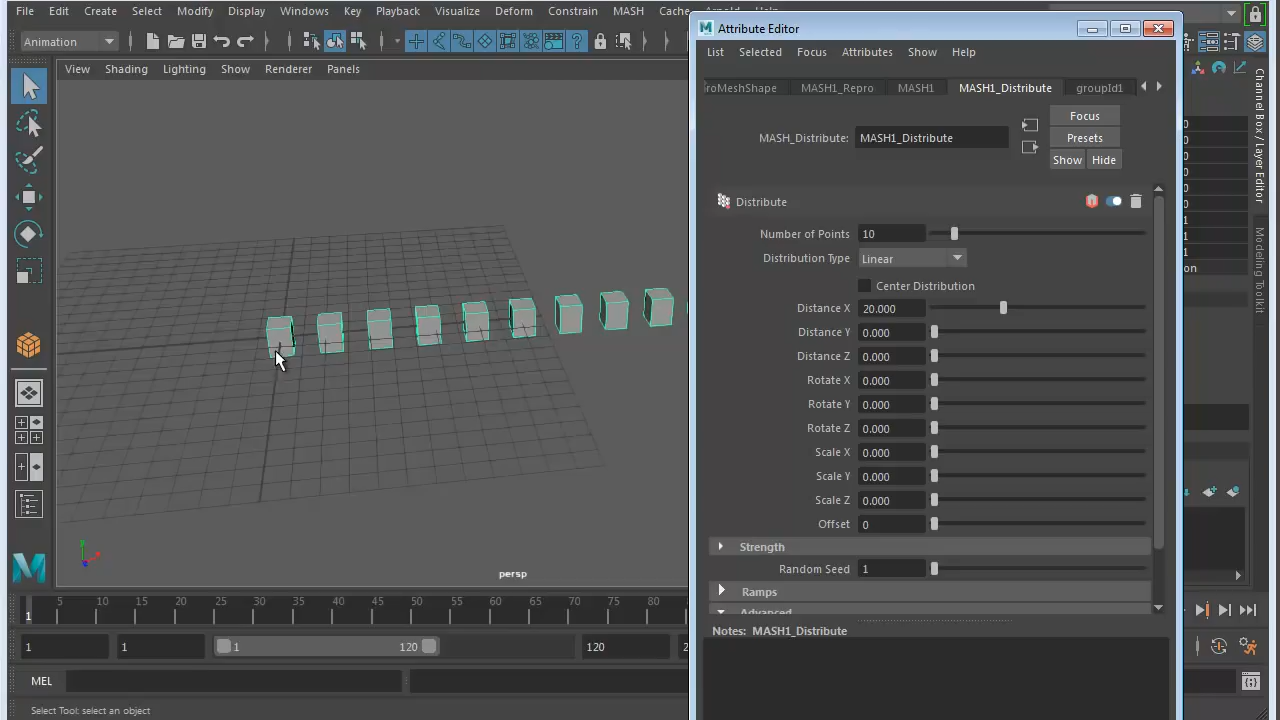 File Edit Create Select Modify Display Windows Mesh Key Playback Visualize Deform Constrain MASH Cache
Attribute Editor
Animation
List Selected Focus Attributes Show Help
View Shading Lighting Show Renderer Panels
roMeshShape MASH1_Repro MASH1 MASH1_Distribute groupId1
Focus
MASH_Distribute: MASH1_Distribute
Presets
Show Hide
Channel Box / Layer Editor
Modeling Toolkit
Distribute
Number of Points 10
Distribution Type Linear
Center Distribution
Distance X 20.000
Distance Y 0.000
Distance Z 0.000
Rotate X 0.000
Rotate Y 0.000
Rotate Z 0.000
Scale X 0.000
Scale Y 0.000
Scale Z 0.000
Offset 0
Strength
Random Seed 1
Ramps
Advanced
Notes: MASH1_Distribute
persp
5 10 15 20 25 30 35 40 45 50 55 60 65 70 75 80
1
1 1 1 120 120 2
MEL
Select Tool: select an object